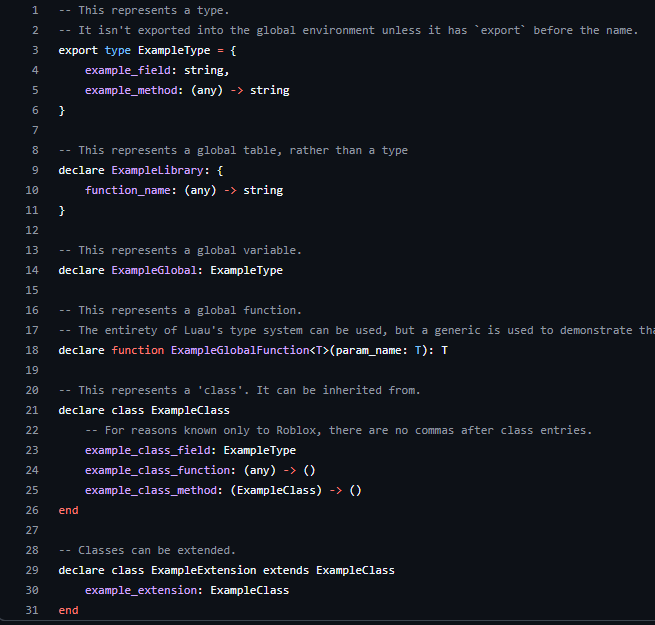 1 -- This represents a type.
2 -- It isn't exported into the global environment unless it has `export` before the name.
3 export type ExampleType = {
4     example_field: string,
5     example_method: (any) -> string
6 }
7
8 -- This represents a global table, rather than a type
9 declare ExampleLibrary: {
10     function_name: (any) -> string
11 }
12
13 -- This represents a global variable.
14 declare ExampleGlobal: ExampleType
15
16 -- This represents a global function.
17 -- The entirety of Luau's type system can be used, but a generic is used to demonstrate
18 declare function ExampleGlobalFunction<T>(param_name: T): T
19
20 -- This represents a 'class'. It can be inherited from.
21 declare class ExampleClass
22     -- For reasons known only to Roblox, there are no commas after class entries.
23     example_class_field: ExampleType
24     example_class_function: (any) -> ()
25     example_class_method: (ExampleClass) -> ()
26 end
27
28 -- Classes can be extended.
29 declare class ExampleExtension extends ExampleClass
30     example_extension: ExampleClass
31 end